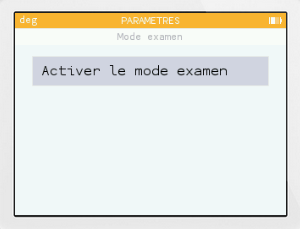 deg PARAMETRES
Mode examen
Activer le mode examen